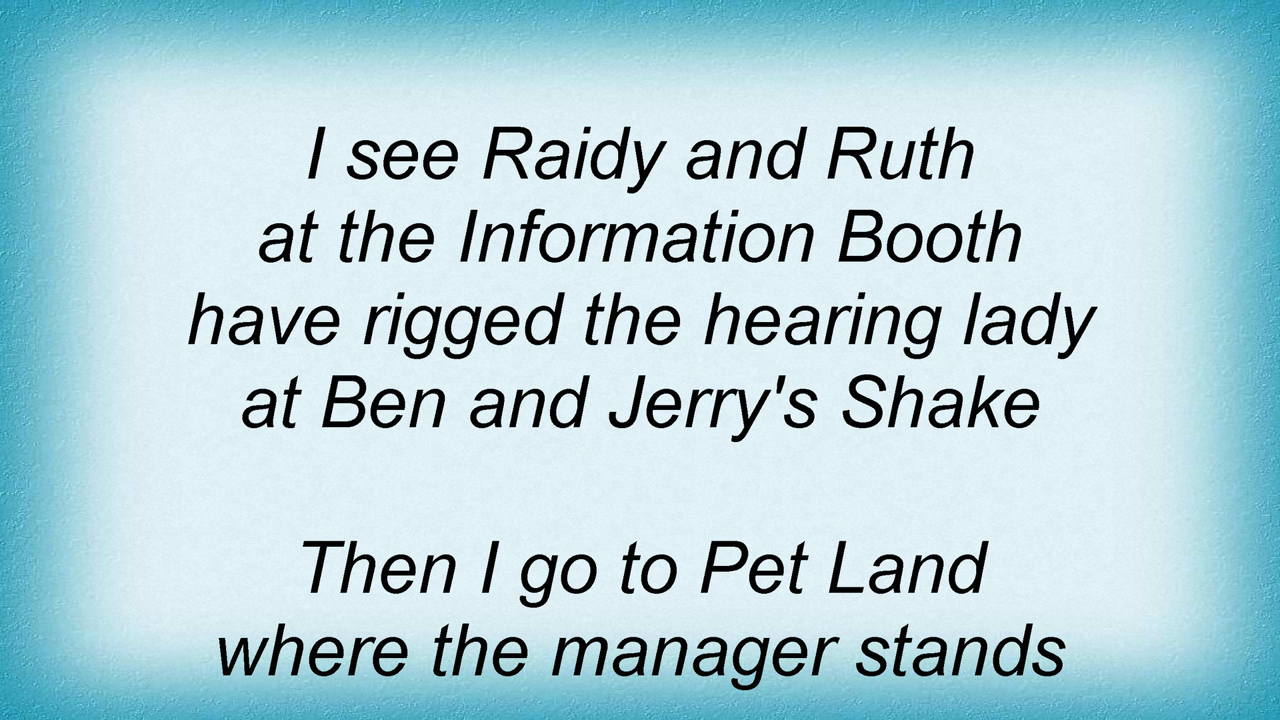 I see Raidy and Ruth
at the Information Booth
have rigged the hearing lady
at Ben and Jerry's Shake
Then I go to Pet Land
where the manager stands